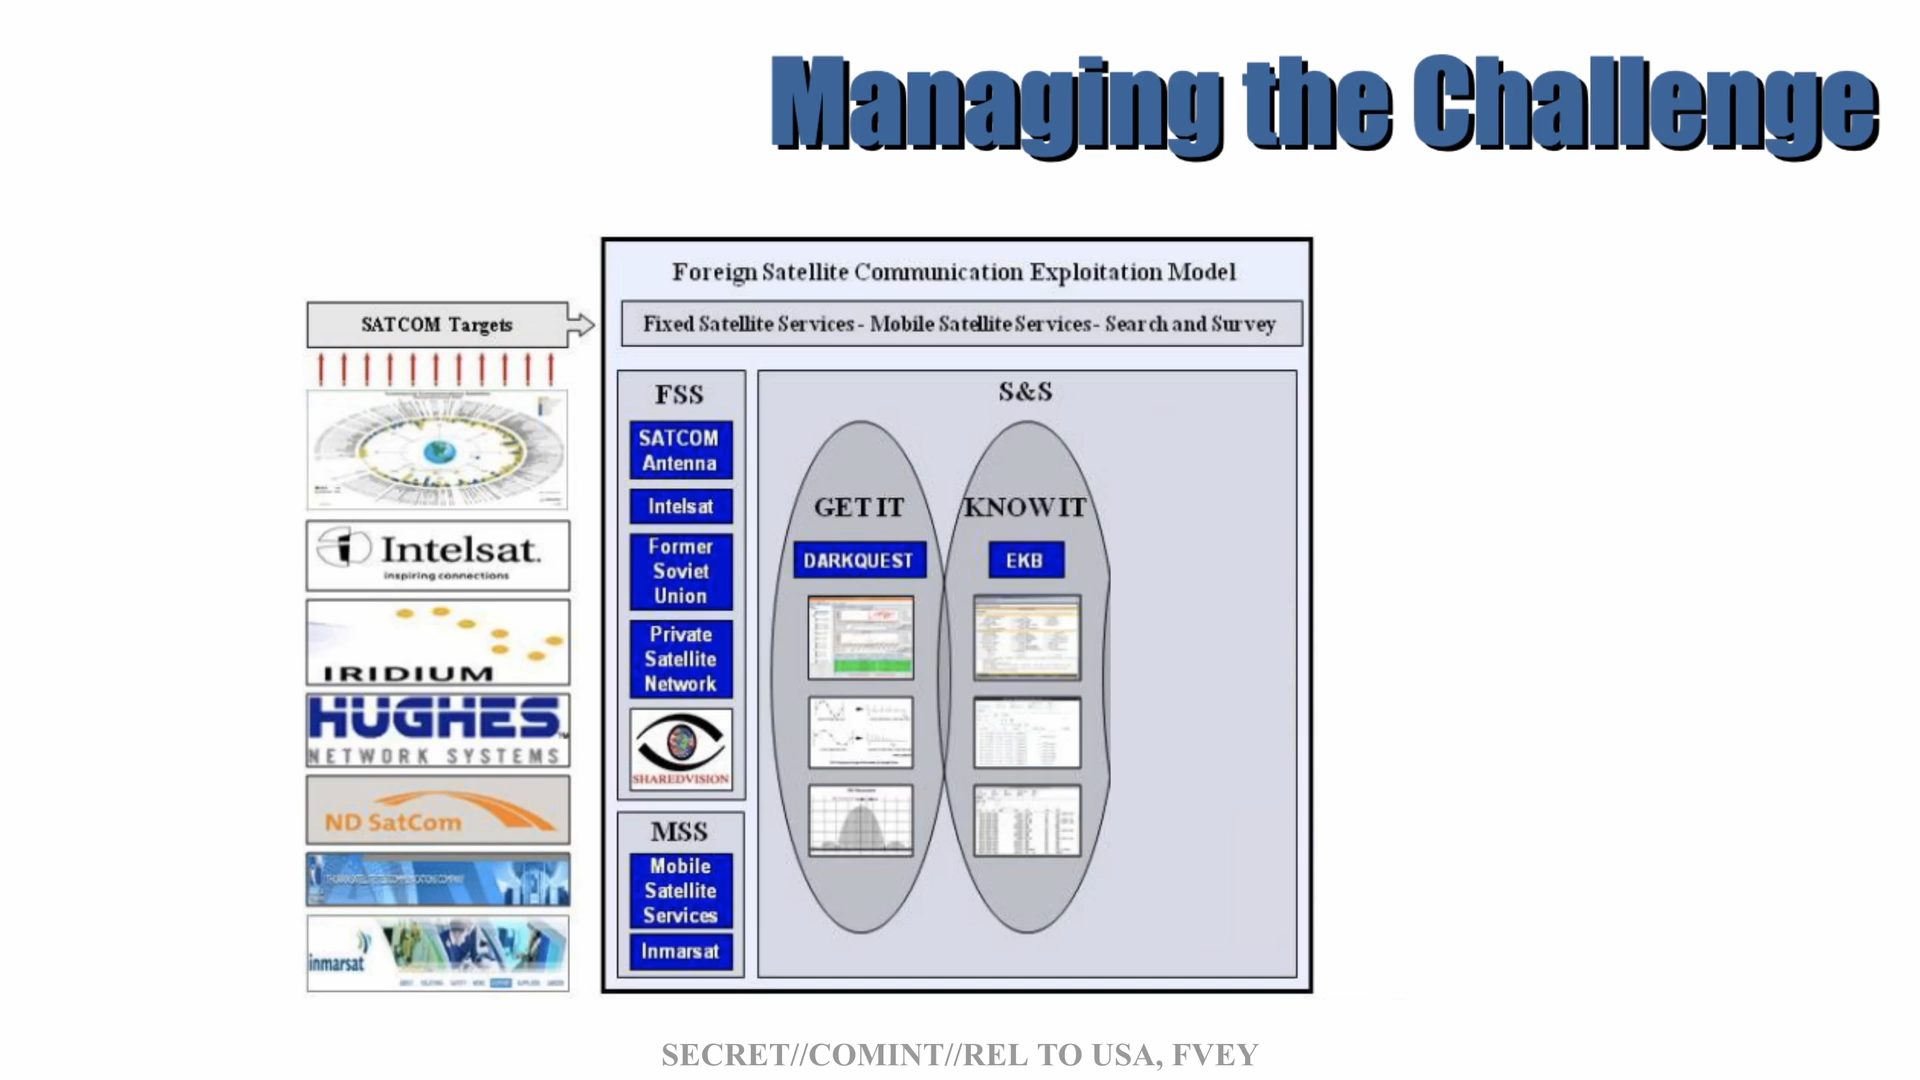 Managing the Challenge
Foreign Satellite Communication Exploitation Model
SATCOM Targets
Fixed Satellite Services - Mobile Satellite Services - Search and Survey
Intelsat.
inspiring connections
IRIDIUM
HUGHES
NETWORK SYSTEMS
ND SatCom
inmarsat
FSS
SATCOM
Antenna
Intelsat
Former
Soviet
Union
Private
Satellite
Network
SHAREDVISION
MSS
Mobile
Satellite
Services
Inmarsat
S&S
GET IT
DARKQUEST
KNOW IT
EKB
SECRET//COMINT//REL TO USA, FVEY